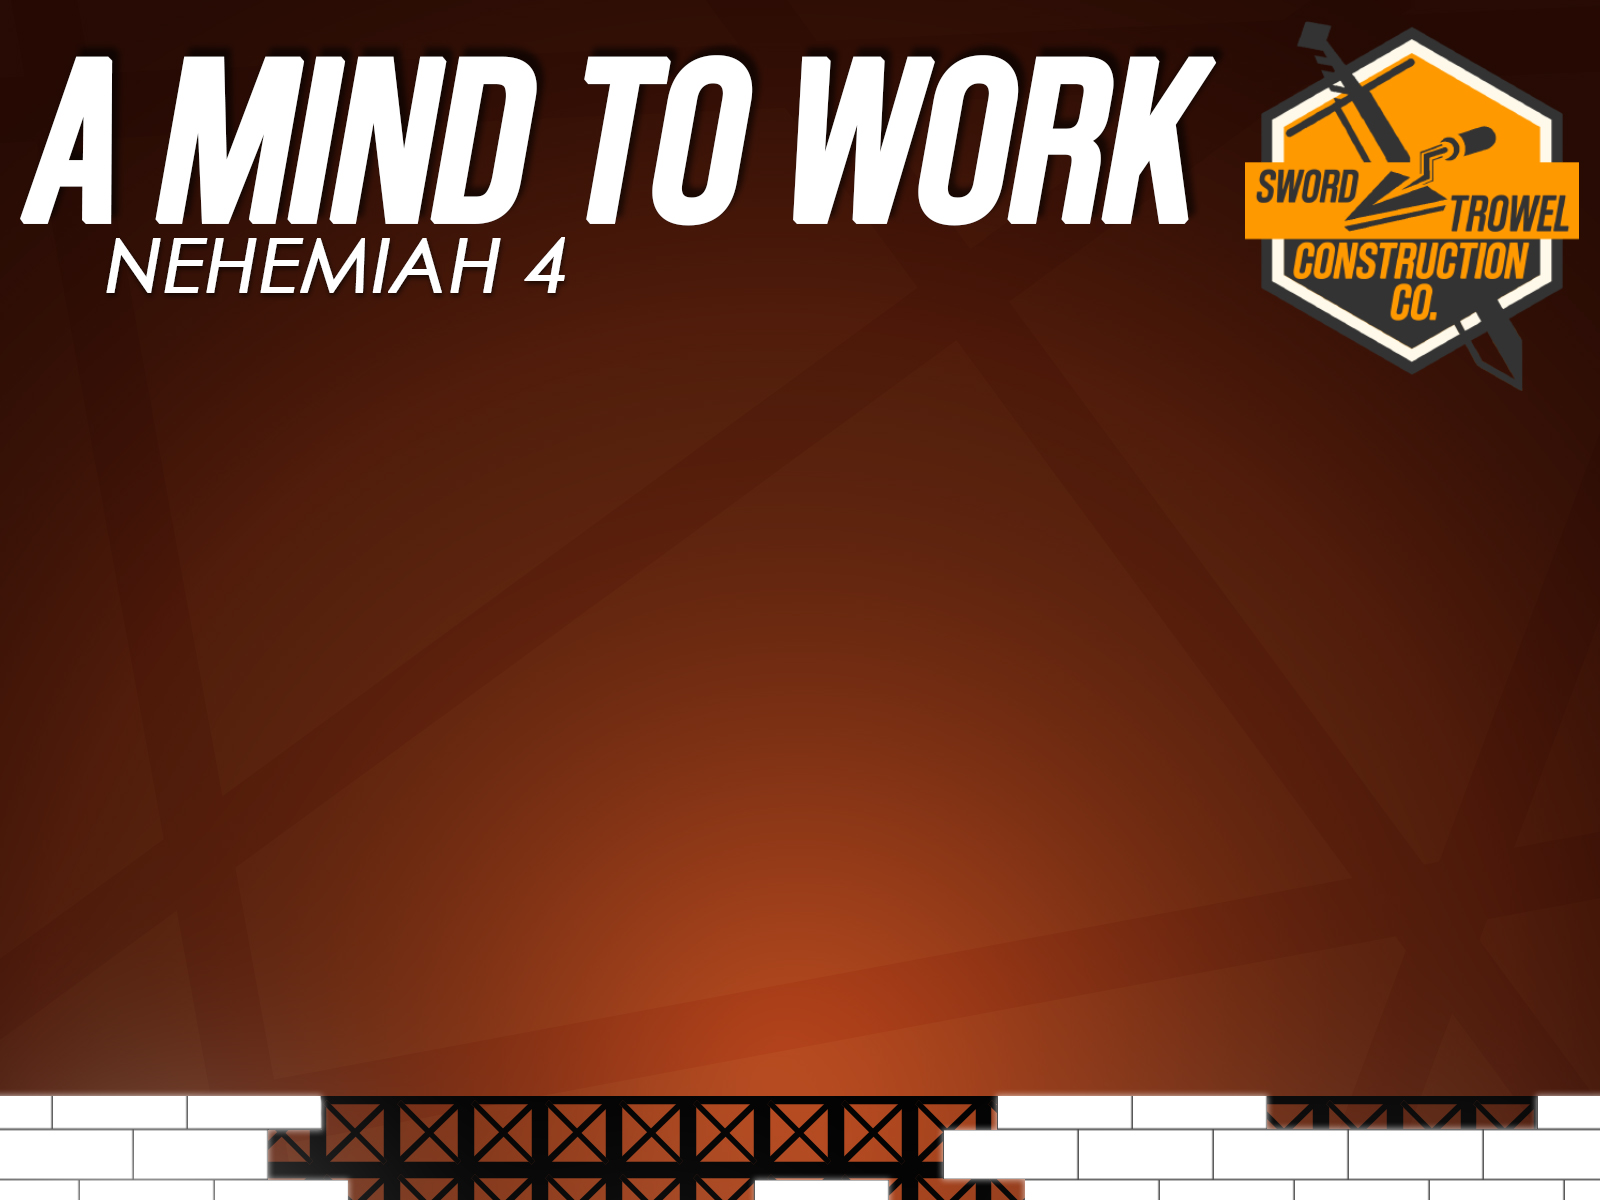 A MIND TO WORK
NEHEMIAH 4
SWORD
TROWEL
CONSTRUCTION
CO.